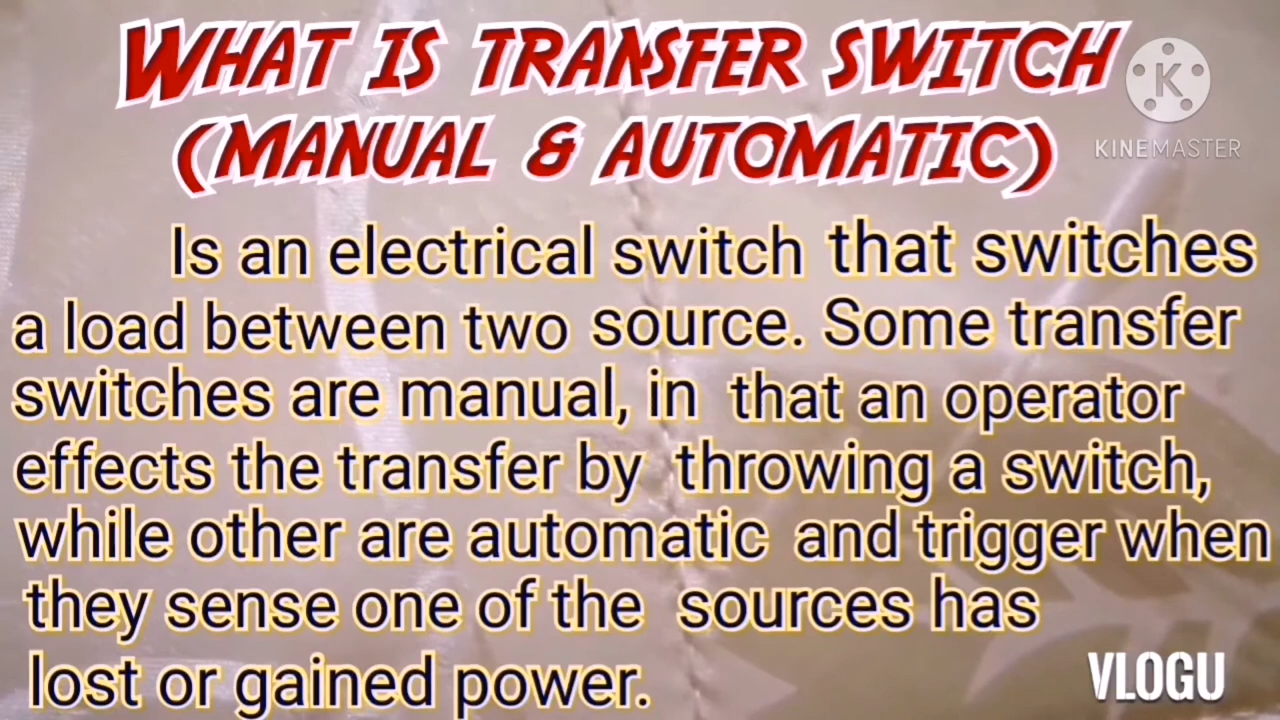 WHAT IS TRANSFER SWITCH
(MANUAL & AUTOMATIC)
K
KINEMASTER
Is an electrical switch that switches
a load between two source. Some transfer
switches are manual, in that an operator
effects the transfer by throwing a switch,
while other are automatic and trigger when
they sense one of the sources has
lost or gained power.
VLOGU